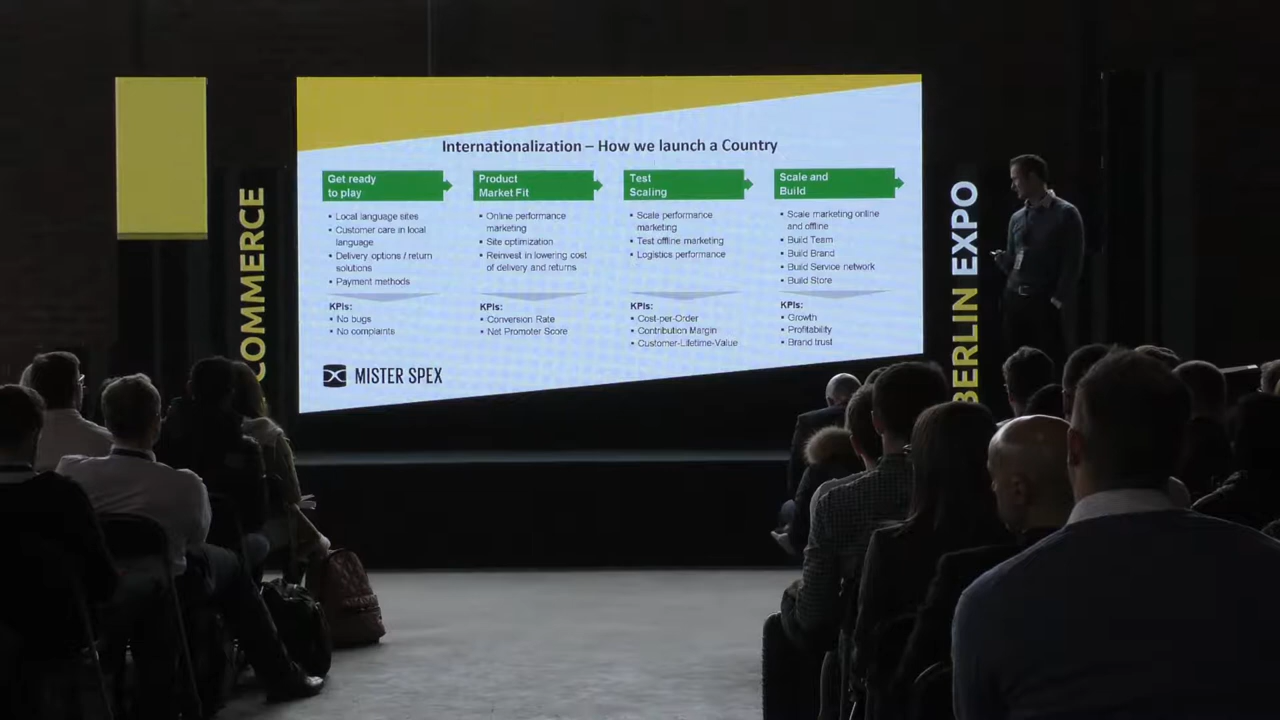 Internationalization – How we launch a Country
Get ready
to play
▪ Local language sites
▪ Customer care in local
language
▪ Delivery options / return
solutions
▪ Payment methods
KPIs:
▪ No bugs
▪ No complaints
Product
Market Fit
▪ Online performance
marketing
▪ Site optimization
▪ Reinvest in lowering cost
of delivery and returns
KPIs:
▪ Conversion Rate
▪ Net Promoter Score
Test
Scaling
▪ Scale performance
marketing
▪ Test offline marketing
▪ Logistics performance
KPIs:
▪ Cost-per-Order
▪ Contribution Margin
▪ Customer-Lifetime-Value
Scale and
Build
▪ Scale marketing online
and offline
▪ Build Team
▪ Build Brand
▪ Build Service network
▪ Build Store
KPIs:
▪ Growth
▪ Profitability
▪ Brand trust
MISTER SPEX
COMMERCE
BERLIN EXPO